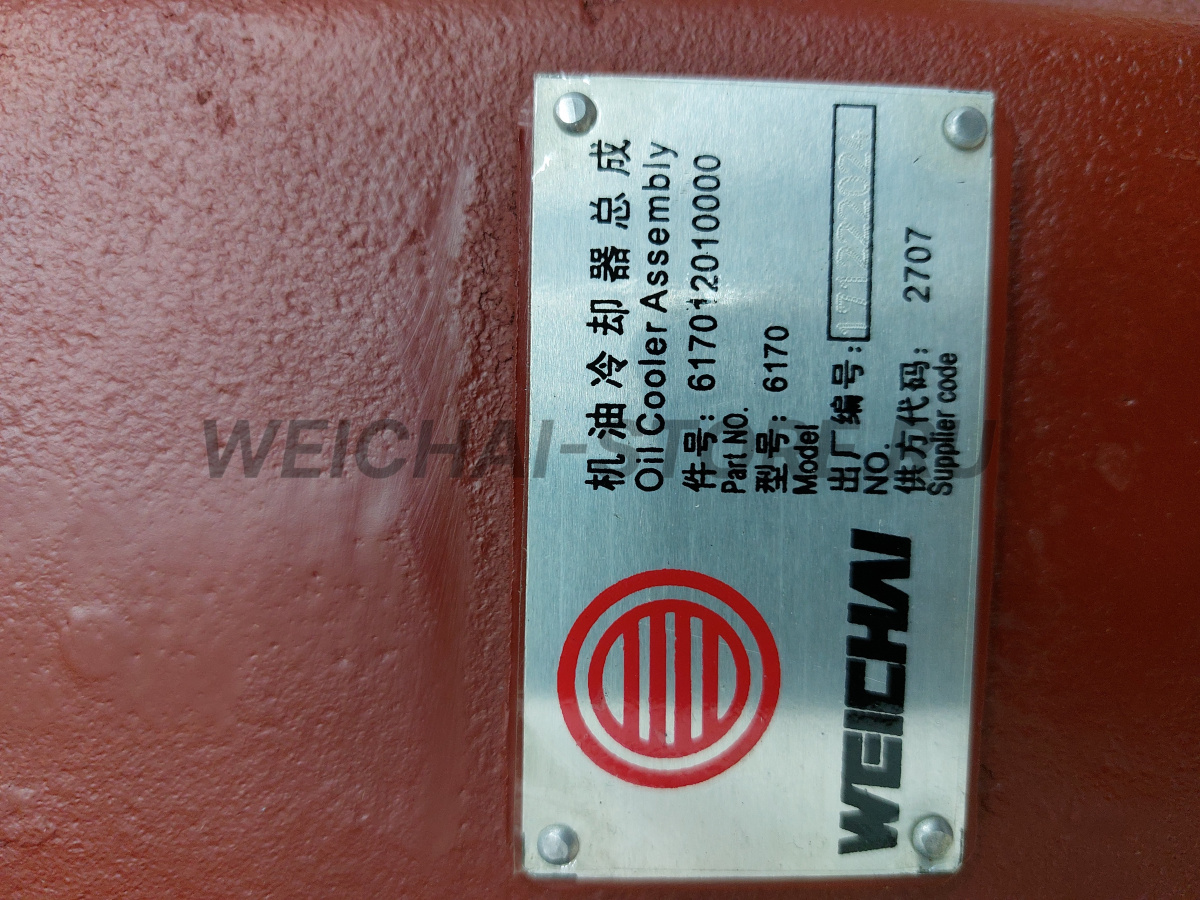 机油冷却器总成
Oil Cooler Assembly
件号: 617012010000
Part NO.
型号: 6170
Model
出厂编号:
NO.
供方代码: 2707
Supplier code
WEICHAI